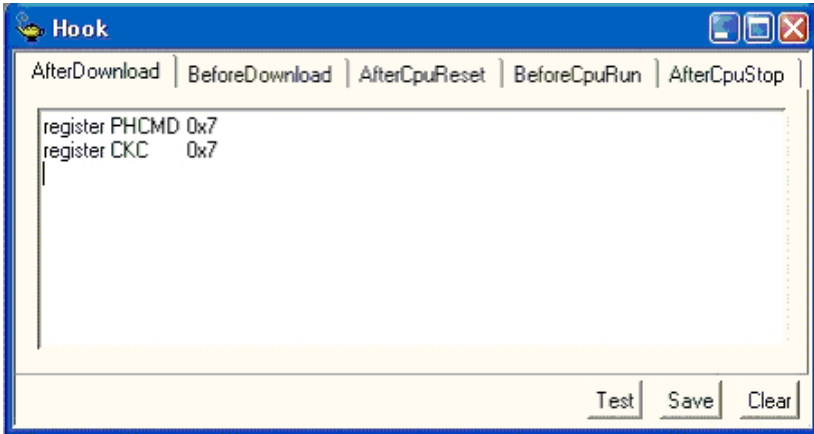 Hook
AfterDownload BeforeDownload AfterCpuReset BeforeCpuRun AfterCpuStop
register PHCMD 0x7
register CKC 0x7
Test Save Clear